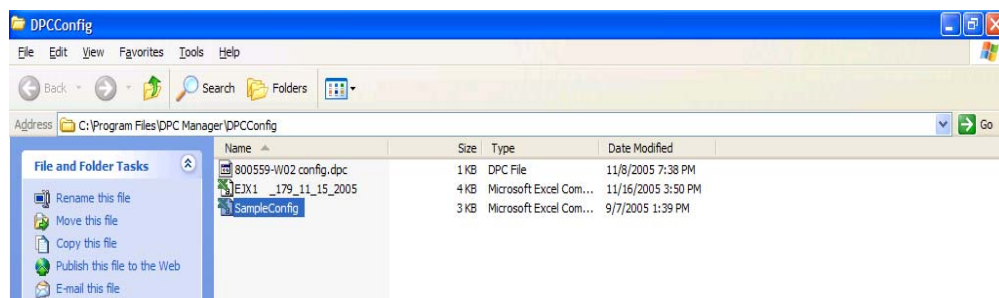 DPCConfig
File Edit View Favorites Tools Help
Back Search Folders
Address C:\Program Files\DPC Manager\DPCConfig Go
Name Size Type Date Modified
File and Folder Tasks
800559-W02 config.dpc 1 KB DPC File 11/8/2005 7:38 PM
EJX1 _179_11_15_2005 4 KB Microsoft Excel Com... 11/16/2005 3:50 PM
SampleConfig 3 KB Microsoft Excel Com... 9/7/2005 1:39 PM
Rename this file
Move this file
Copy this file
Publish this file to the Web
E-mail this file